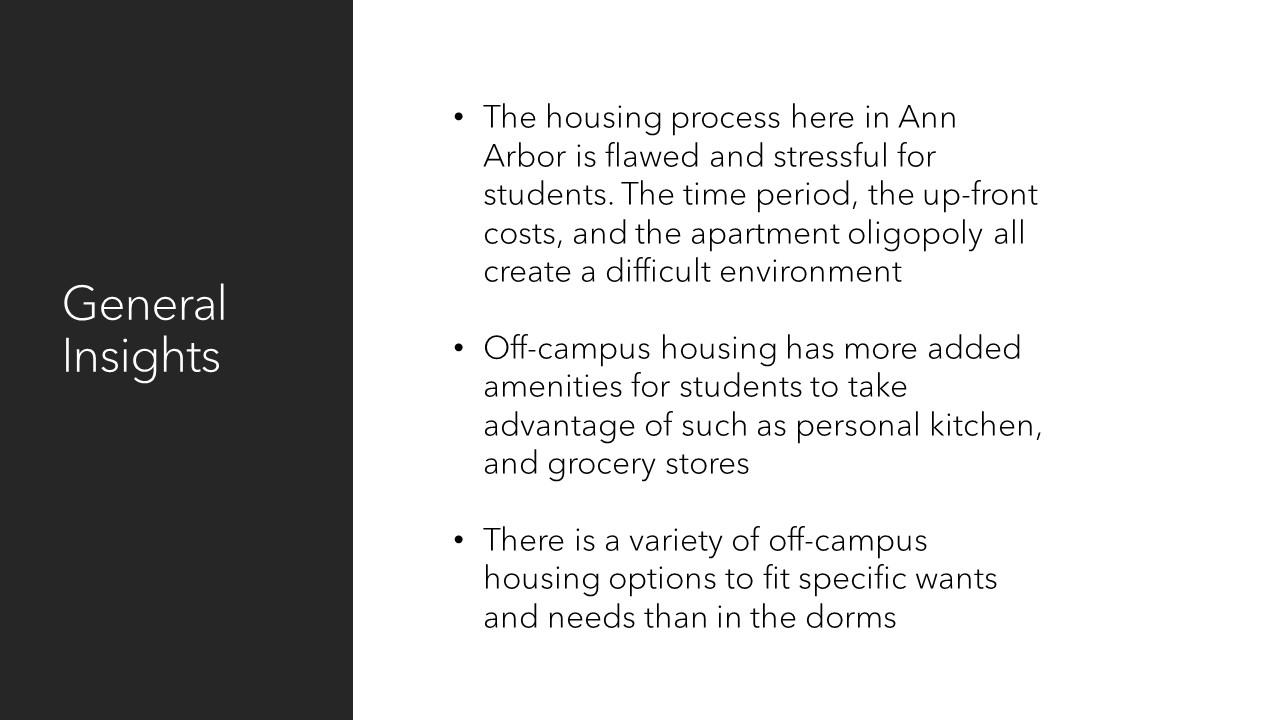 General
Insights
• The housing process here in Ann
Arbor is flawed and stressful for
students. The time period, the up-front
costs, and the apartment oligopoly all
create a difficult environment
• Off-campus housing has more added
amenities for students to take
advantage of such as personal kitchen,
and grocery stores
• There is a variety of off-campus
housing options to fit specific wants
and needs than in the dorms